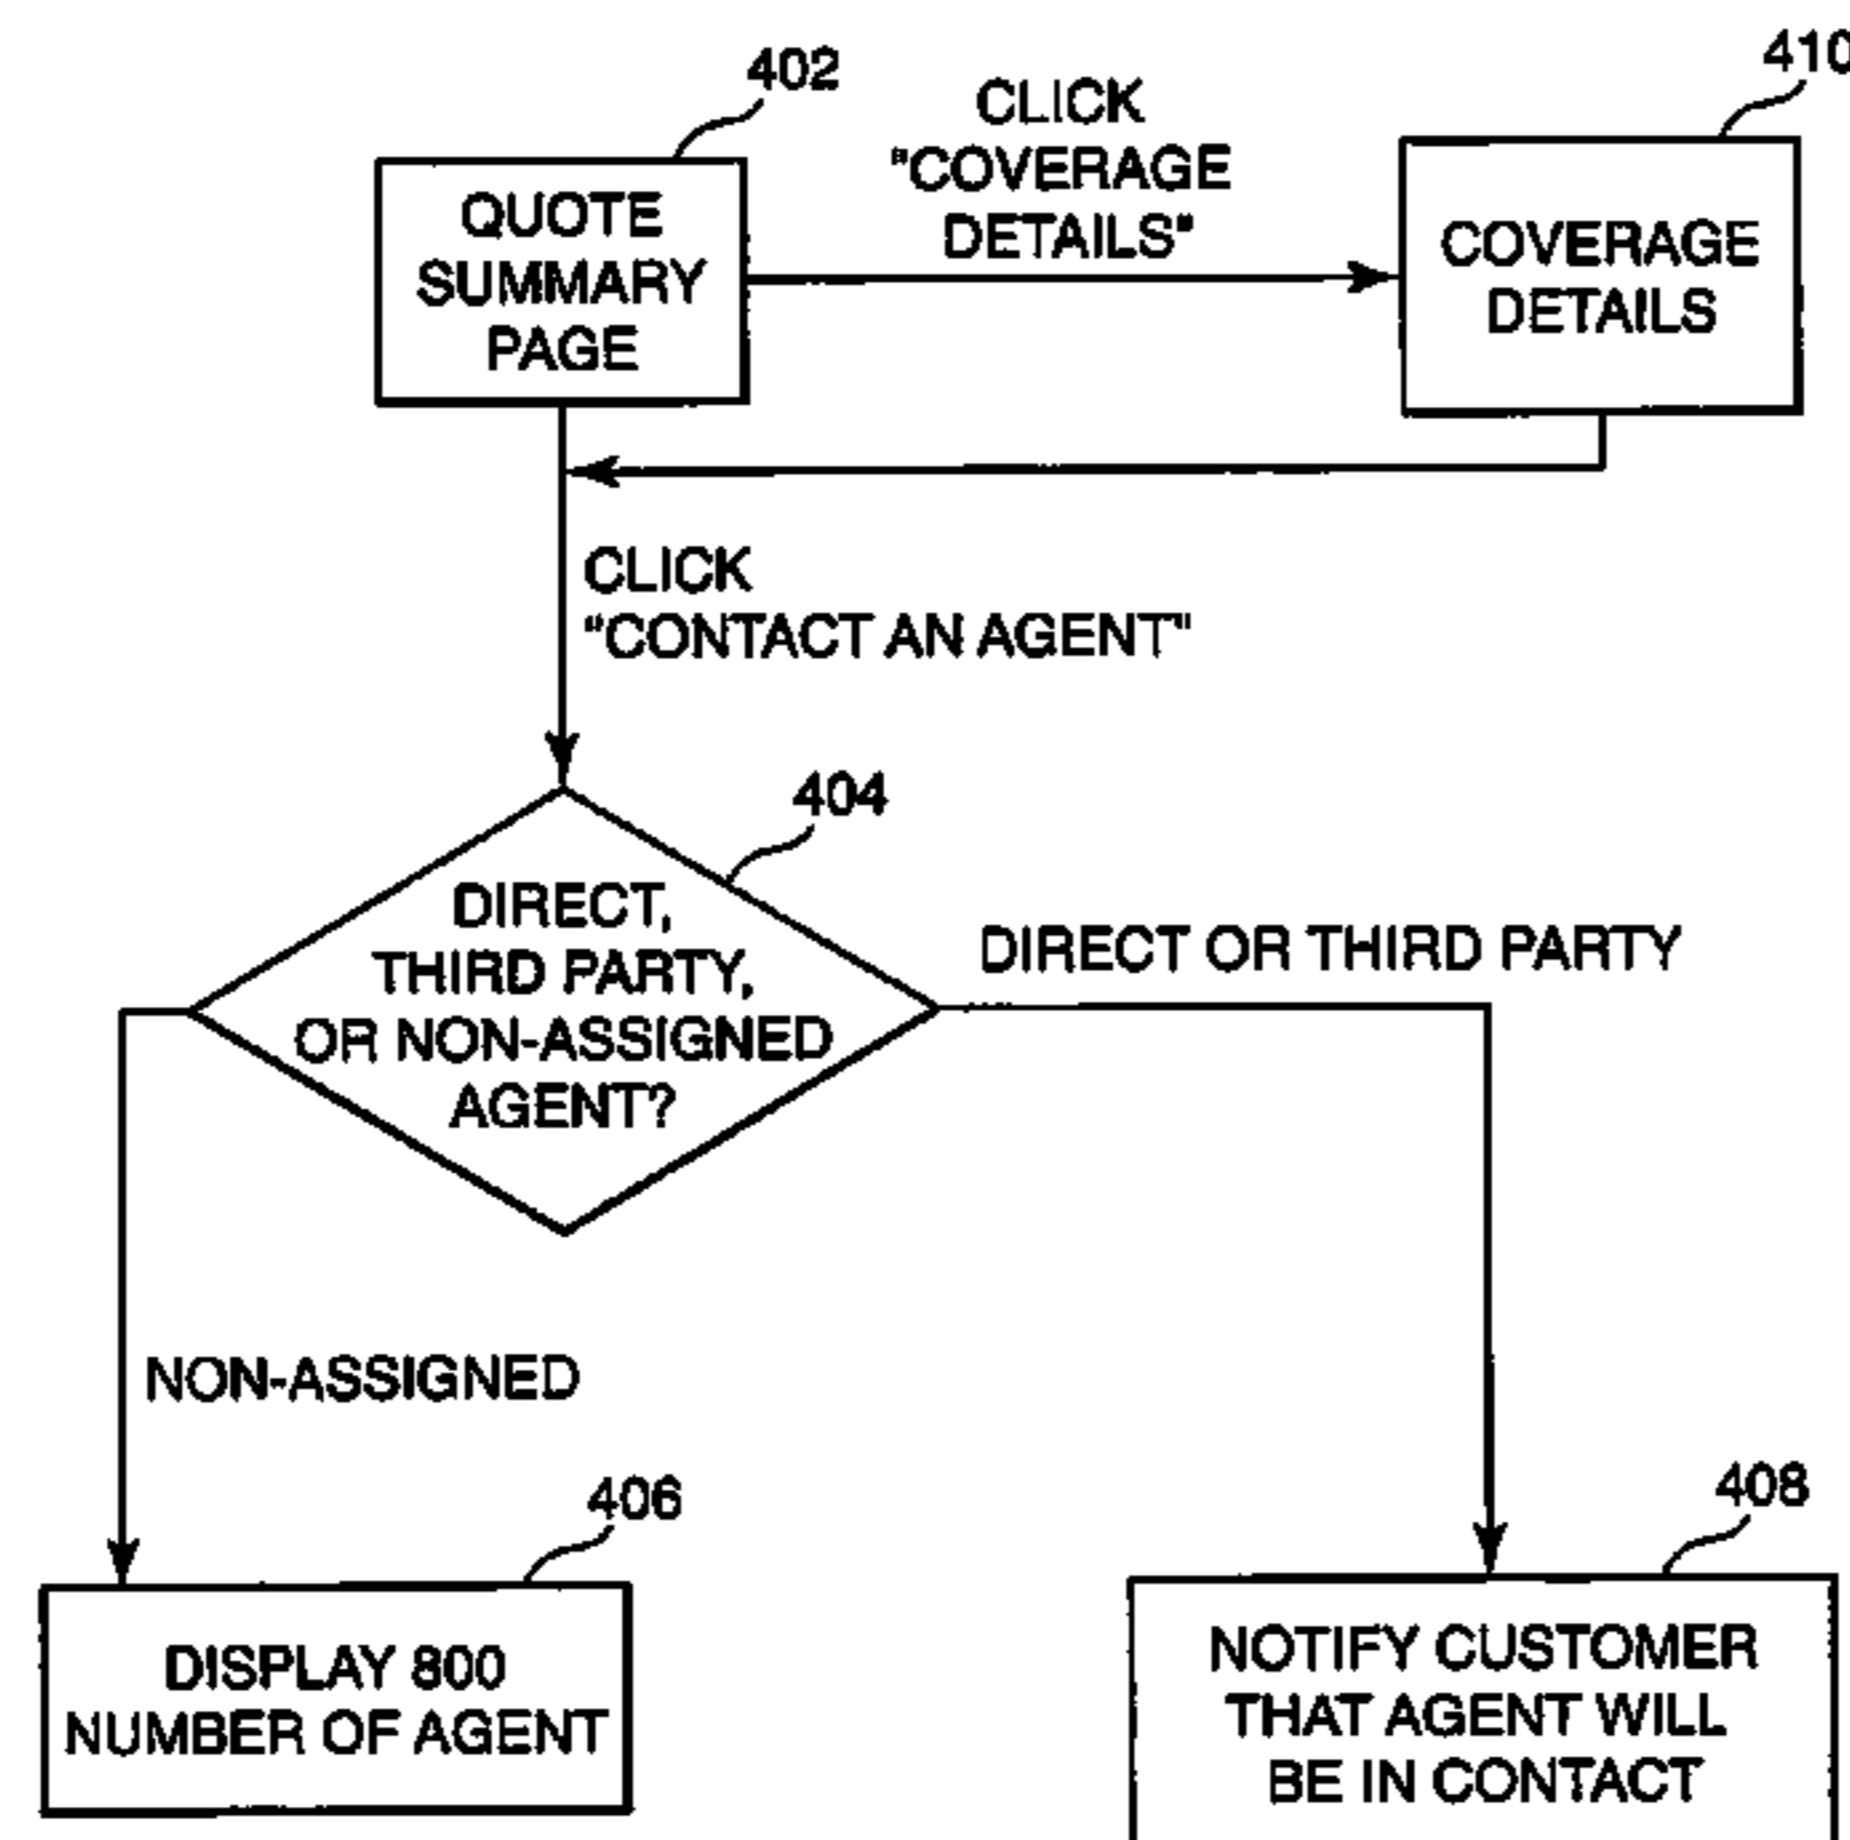 402
410
CLICK
"COVERAGE
DETAILS"
QUOTE
SUMMARY
PAGE
COVERAGE
DETAILS
CLICK
"CONTACT AN AGENT"
404
DIRECT,
THIRD PARTY,
OR NON-ASSIGNED
AGENT?
DIRECT OR THIRD PARTY
NON-ASSIGNED
406
408
DISPLAY 800
NUMBER OF AGENT
NOTIFY CUSTOMER
THAT AGENT WILL
BE IN CONTACT